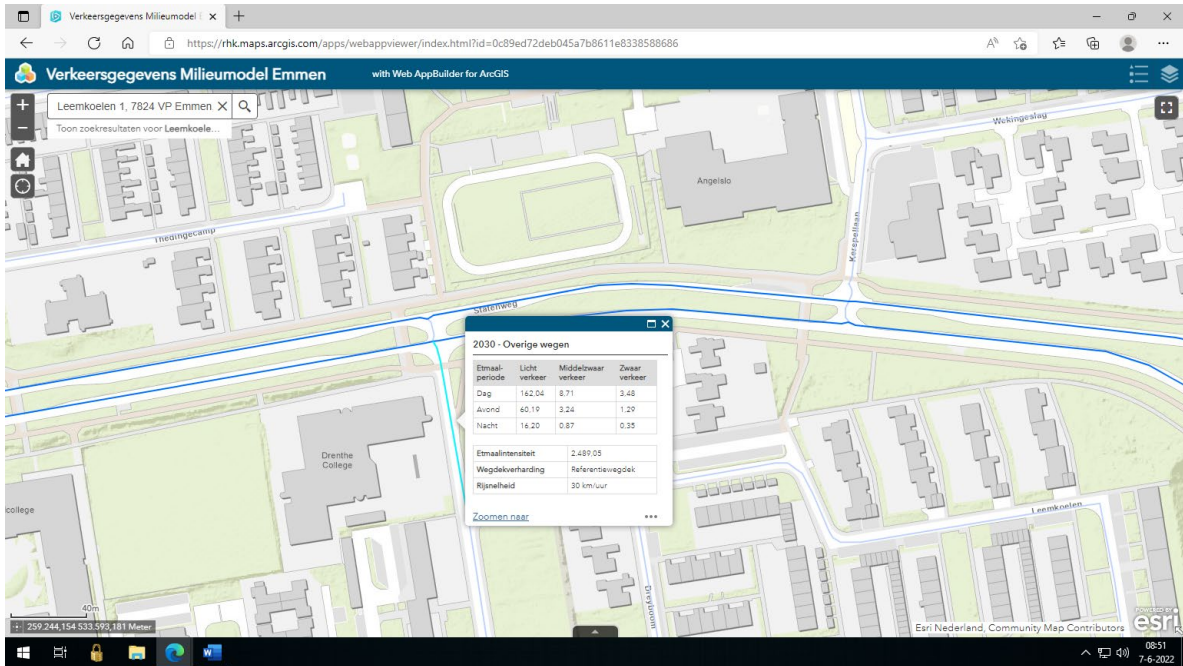 Verkeersgegevens Milieumodel E
https://rhk.maps.arcgis.com/apps/webappviewer/index.html?id=0c89ed72deb045a7b8611e8338588686
Verkeersgegevens Milieumodel Emmen
with Web AppBuilder for ArcGIS
Leemkoelen 1, 7824 VP Emmen
Toon zoekresultaten voor Leemkoele...
Wekingeslag
Angelslo
Kerspellaan
Thedingecamp
Statenweg
2030 - Overige wegen
Etmaal-periode Licht verkeer Middelzwaar verkeer Zwaar verkeer
Dag 162,04 8,71 3,48
Avond 60,19 3,24 1,29
Nacht 16,20 0,87 0,35
Etmaalintensiteit 2.489,05
Wegdekverharding Referentiewegdek
Rijsnelheid 30 km/uur
Zoomen naar
Drenthe
College
college
Leemkoelen
40m
259.244,154 533.593,181 Meter
Esri Nederland, Community Map Contributors
POWERED BY
esri
08:51
7-6-2022